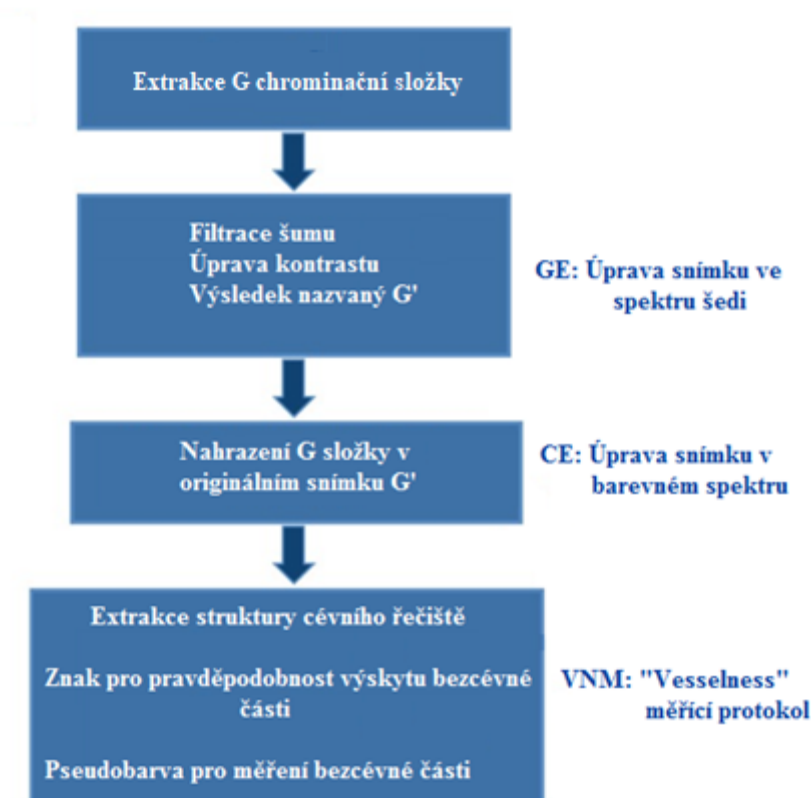 Extrakce G chrominační složky
Filtrace šumu
Úprava kontrastu
Výsledek nazvaný G'
GE: Úprava snímku ve
spektru šedi
Nahrazení G složky v
originálním snímku G'
CE: Úprava snímku v
barevném spektru
Extrakce struktury cévního řečiště
Znak pro pravděpodobnost výskytu bezcévné
části
Pseudobarva pro měření bezcévné části
VNM: "Vesselness"
měřící protokol